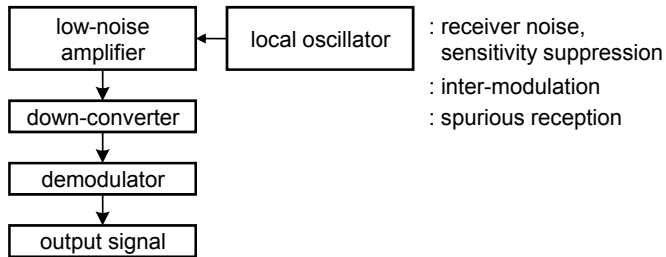 low-noise
amplifier
local oscillator
: receiver noise,
sensitivity suppression
: inter-modulation
: spurious reception
down-converter
demodulator
output signal